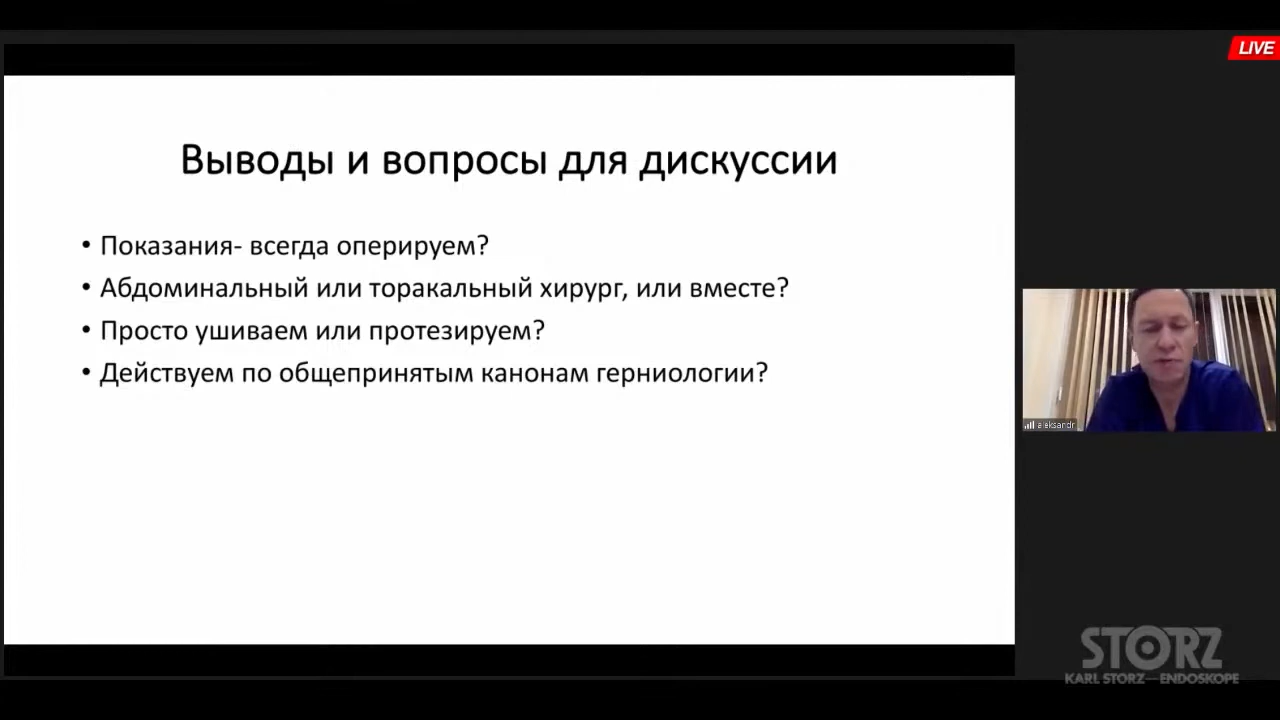 LIVE
Выводы и вопросы для дискуссии
• Показания- всегда оперируем?
• Абдоминальный или торакальный хирург, или вместе?
• Просто ушиваем или протезируем?
• Действуем по общепринятым канонам герниологии?
aleksandr
STORZ
KARL STORZ—ENDOSKOPE